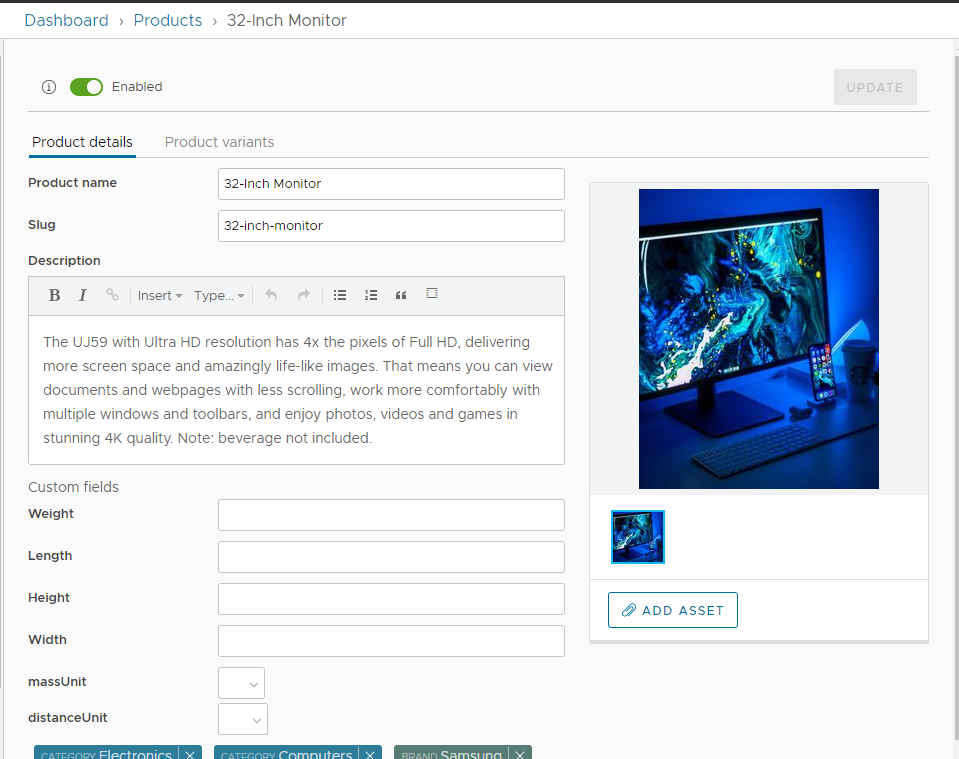 Dashboard › Products › 32-Inch Monitor
Enabled
UPDATE
Product details Product variants
Product name 32-Inch Monitor
Slug 32-inch-monitor
Description
B I Insert Type...
The UJ59 with Ultra HD resolution has 4x the pixels of Full HD, delivering
more screen space and amazingly life-like images. That means you can view
documents and webpages with less scrolling, work more comfortably with
multiple windows and toolbars, and enjoy photos, videos and games in
stunning 4K quality. Note: beverage not included.
Custom fields
Weight
Length
Height
Width
massUnit
distanceUnit
CATEGORY Electronics × CATEGORY Computers × BRAND Samsung ×
ADD ASSET